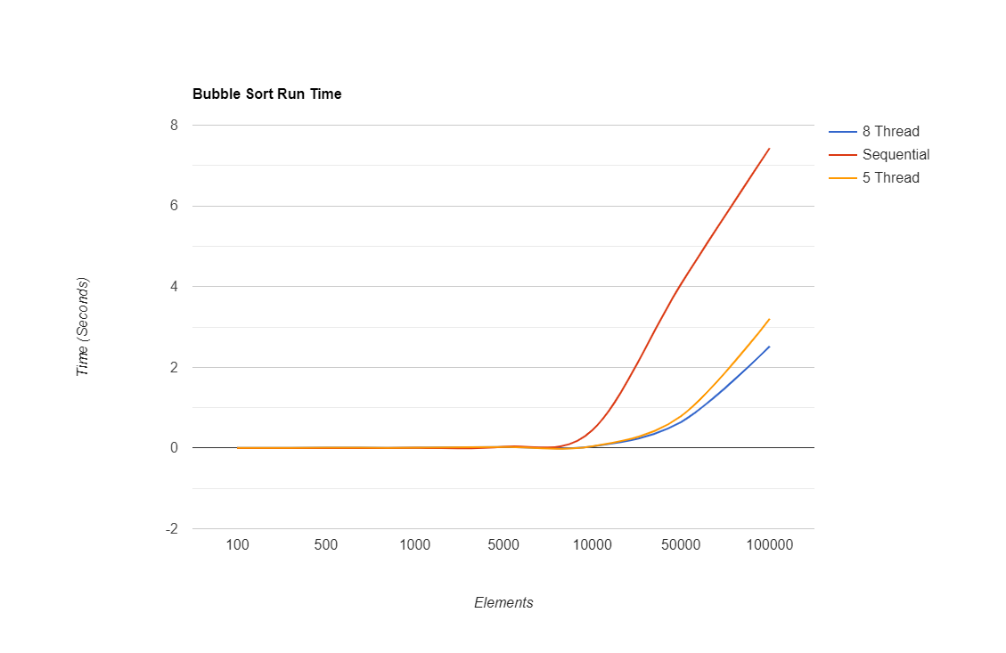 Bubble Sort Run Time
8
6
4
2
0
-2
Time (Seconds)
100 500 1000 5000 10000 50000 100000
Elements
8 Thread
Sequential
5 Thread